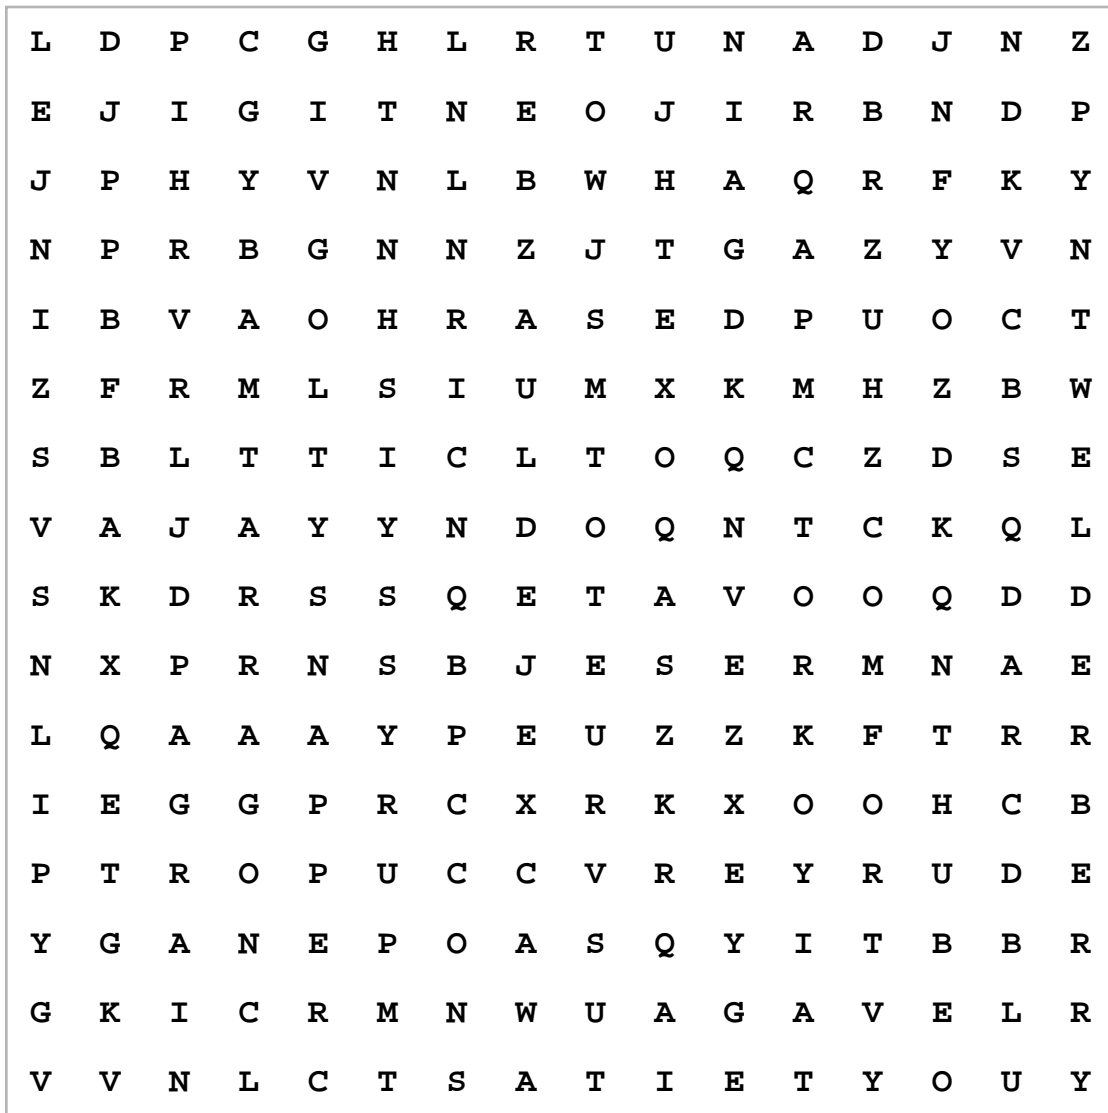 L D P C G H L R T U N A D J N Z
E J I G I T N E O J I R B N D P
J P H Y V N L B W H A Q R F K Y
N P R B G N N Z J T G A Z Y V N
I B V A O H R A S E D P U O C T
Z F R M L S I U M X K M H Z B W
S B L T T I C L T O Q C Z D S E
V A J A Y Y N D O Q N T C K Q L
S K D R S S Q E T A V O O Q D D
N X P R N S B J E S E R M N A E
L Q A A A Y P E U Z Z K F T R R
I E G G P R C X R K X O O H C B
P T R O P U C C V R E Y R U D E
Y G A N E P O A S Q Y I T B B R
G K I C R M N W U A G A V E L R
V V N L C T S A T I E T Y O U Y